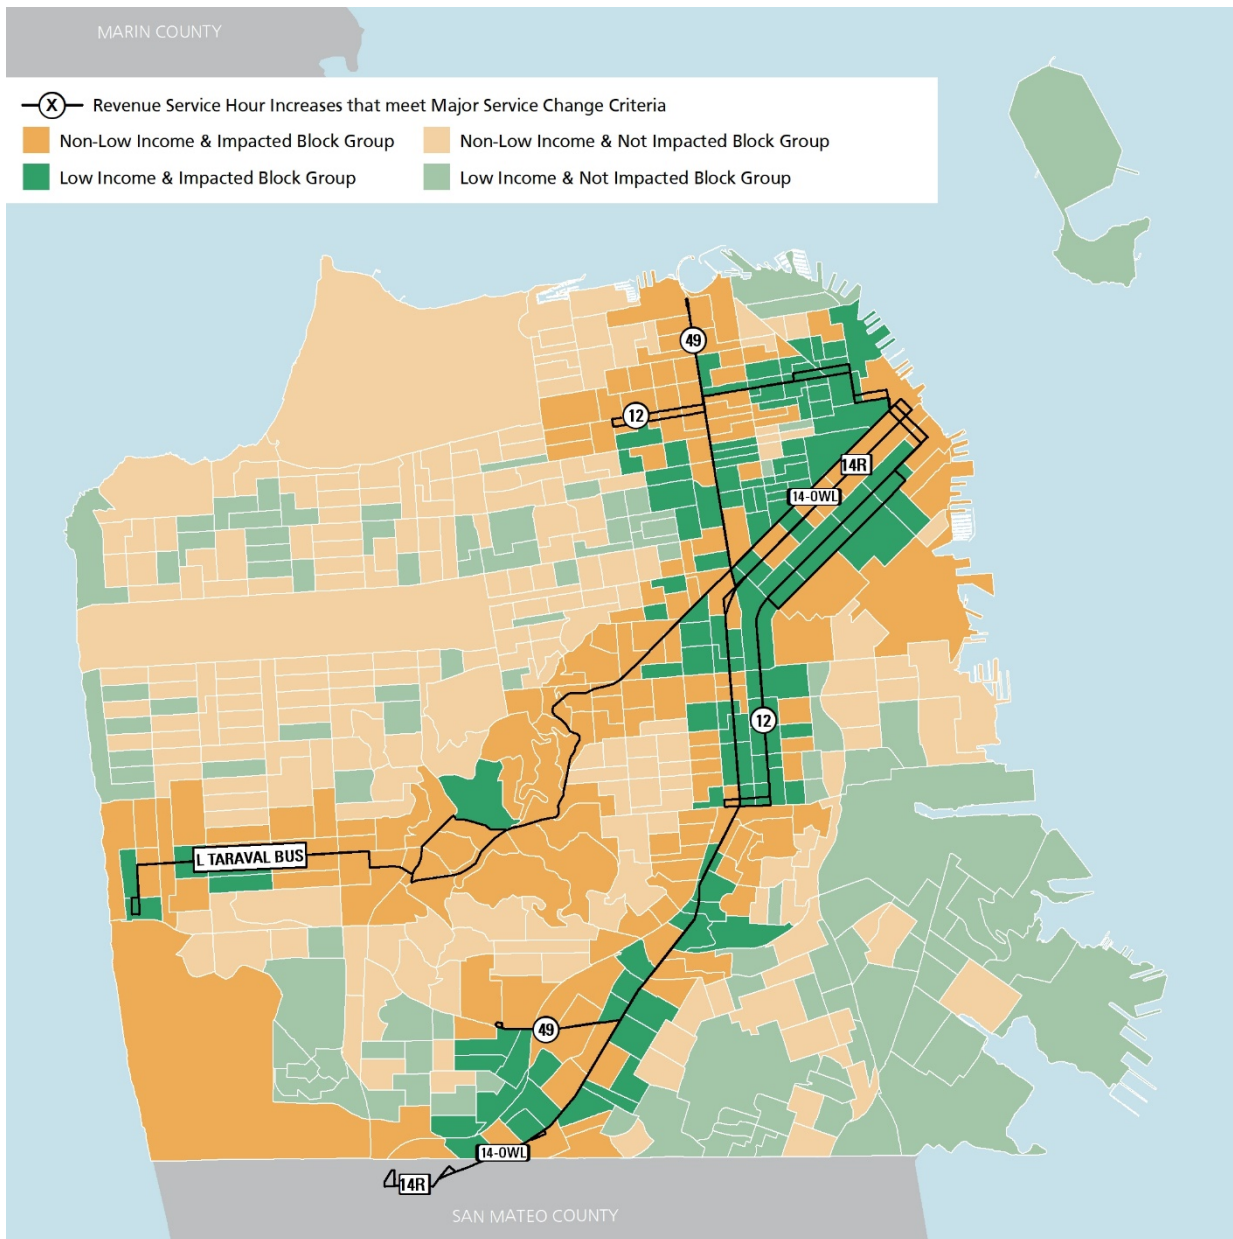 MARIN COUNTY
X Revenue Service Hour Increases that meet Major Service Change Criteria
Non-Low Income & Impacted Block Group
Non-Low Income & Not Impacted Block Group
Low Income & Impacted Block Group
Low Income & Not Impacted Block Group
49
12
14R
14-OWL
12
L TARAVAL BUS
49
14-OWL
14R
SAN MATEO COUNTY